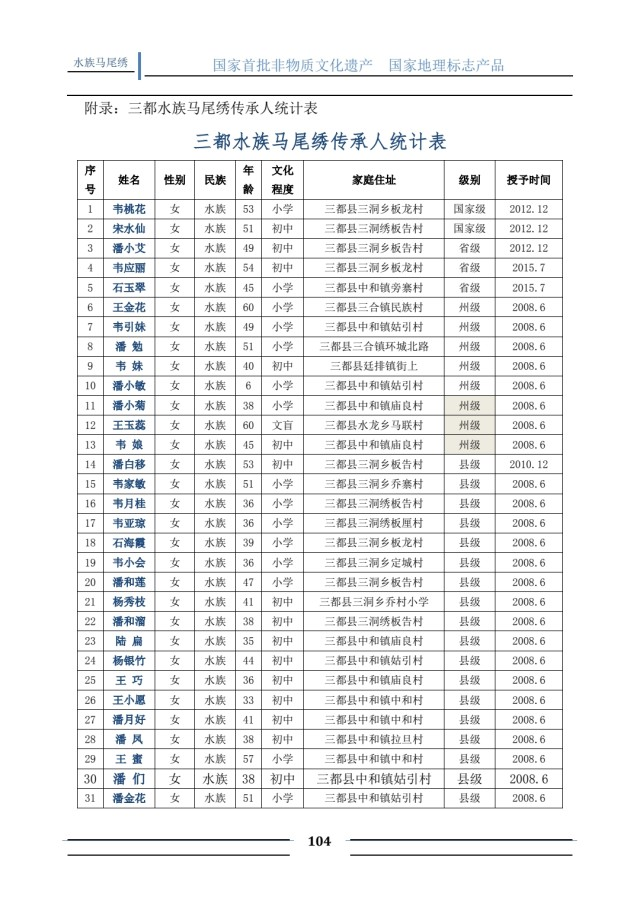 水族马尾绣
国家首批非物质文化遗产 国家地理标志产品
附录：三都水族马尾绣传承人统计表
三都水族马尾绣传承人统计表
序号 姓名 性别 民族 年龄 文化程度 家庭住址 级别 授予时间
1 韦桃花 女 水族 53 小学 三都县三洞乡板龙村 国家级 2012.12
2 宋水仙 女 水族 51 初中 三都县三洞绣板告村 国家级 2012.12
3 潘小艾 女 水族 49 初中 三都县三洞乡板告村 省级 2012.12
4 韦应丽 女 水族 54 初中 三都县三洞乡板龙村 省级 2015.7
5 石玉翠 女 水族 45 小学 三都县中和镇旁寨村 省级 2015.7
6 王金花 女 水族 60 小学 三都县三合镇民族村 州级 2008.6
7 韦引妹 女 水族 49 小学 三都县中和镇姑引村 州级 2008.6
8 潘 勉 女 水族 51 小学 三都县三合镇环城北路 州级 2008.6
9 韦 妹 女 水族 40 初中 三都县廷排镇街上 州级 2008.6
10 潘小敏 女 水族 6 小学 三都县中和镇姑引村 州级 2008.6
11 潘小菊 女 水族 38 小学 三都县中和镇庙良村 州级 2008.6
12 王玉蕊 女 水族 60 文盲 三都县水龙乡马联村 州级 2008.6
13 韦 娘 女 水族 45 初中 三都县中和镇庙良村 州级 2008.6
14 潘白移 女 水族 53 初中 三都县三洞乡板告村 县级 2010.12
15 韦家敏 女 水族 51 小学 三都县三洞乡乔寨村 县级 2008.6
16 韦月桂 女 水族 36 小学 三都县三洞绣板告村 县级 2008.6
17 韦亚琼 女 水族 36 小学 三都县三洞绣板厘村 县级 2008.6
18 石海霞 女 水族 39 小学 三都县三洞乡板龙村 县级 2008.6
19 韦小会 女 水族 36 小学 三都县三洞乡定城村 县级 2008.6
20 潘和莲 女 水族 47 小学 三都县三洞乡板告村 县级 2008.6
21 杨秀枝 女 水族 41 初中 三都县三洞乡乔村小学 县级 2008.6
22 潘和溜 女 水族 38 初中 三都县三洞绣板告村 县级 2008.6
23 陆 扁 女 水族 35 初中 三都县中和镇庙良村 县级 2008.6
24 杨银竹 女 水族 44 初中 三都县中和镇姑引村 县级 2008.6
25 王 巧 女 水族 36 初中 三都县中和镇庙良村 县级 2008.6
26 王小愿 女 水族 33 初中 三都县中和镇中和村 县级 2008.6
27 潘月好 女 水族 41 初中 三都县中和镇中和村 县级 2008.6
28 潘 凤 女 水族 38 初中 三都县中和镇拉旦村 县级 2008.6
29 王 蜜 女 水族 57 小学 三都县中和镇中和村 县级 2008.6
30 潘 们 女 水族 38 初中 三都县中和镇姑引村 县级 2008.6
31 潘金花 女 水族 51 小学 三都县中和镇姑引村 县级 2008.6
104